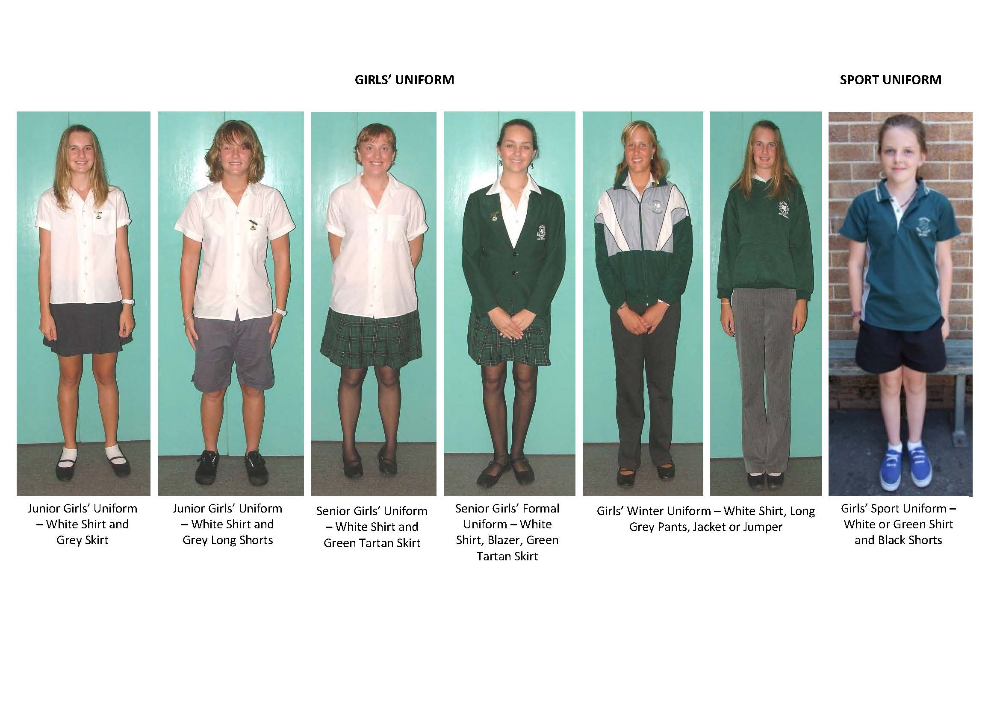 GIRLS’ UNIFORM
SPORT UNIFORM
Junior Girls’ Uniform
– White Shirt and
Grey Skirt
Junior Girls’ Uniform
– White Shirt and
Grey Long Shorts
Senior Girls’ Uniform
– White Shirt and
Green Tartan Skirt
Senior Girls’ Formal
Uniform – White
Shirt, Blazer, Green
Tartan Skirt
Girls’ Winter Uniform – White Shirt, Long
Grey Pants, Jacket or Jumper
Girls’ Sport Uniform –
White or Green Shirt
and Black Shorts